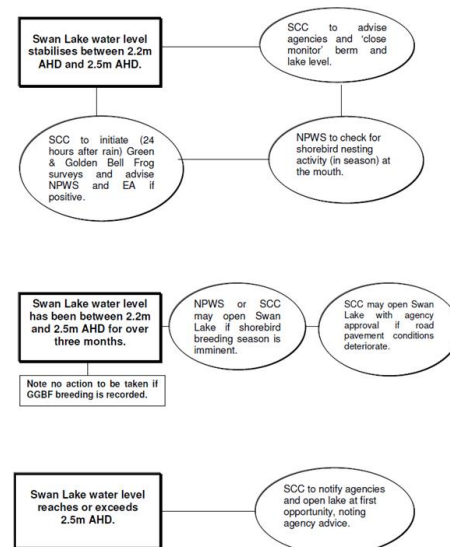 Swan Lake water level
stabilises between 2.2m
AHD and 2.5m AHD.
SCC to advise
agencies and ‘close
monitor’ berm and
lake level.
SCC to initiate (24
hours after rain) Green
& Golden Bell Frog
surveys and advise
NPWS and EA if
positive.
NPWS to check for
shorebird nesting
activity (in season) at
the mouth.
Swan Lake water level
has been between 2.2m
and 2.5m AHD for over
three months.
NPWS or SCC
may open Swan
Lake if shorebird
breeding season is
imminent.
SCC may open Swan
Lake with agency
approval if road
pavement conditions
deteriorate.
Note no action to be taken if
GGBF breeding is recorded.
Swan Lake water level
reaches or exceeds
2.5m AHD.
SCC to notify agencies
and open lake at first
opportunity, noting
agency advice.